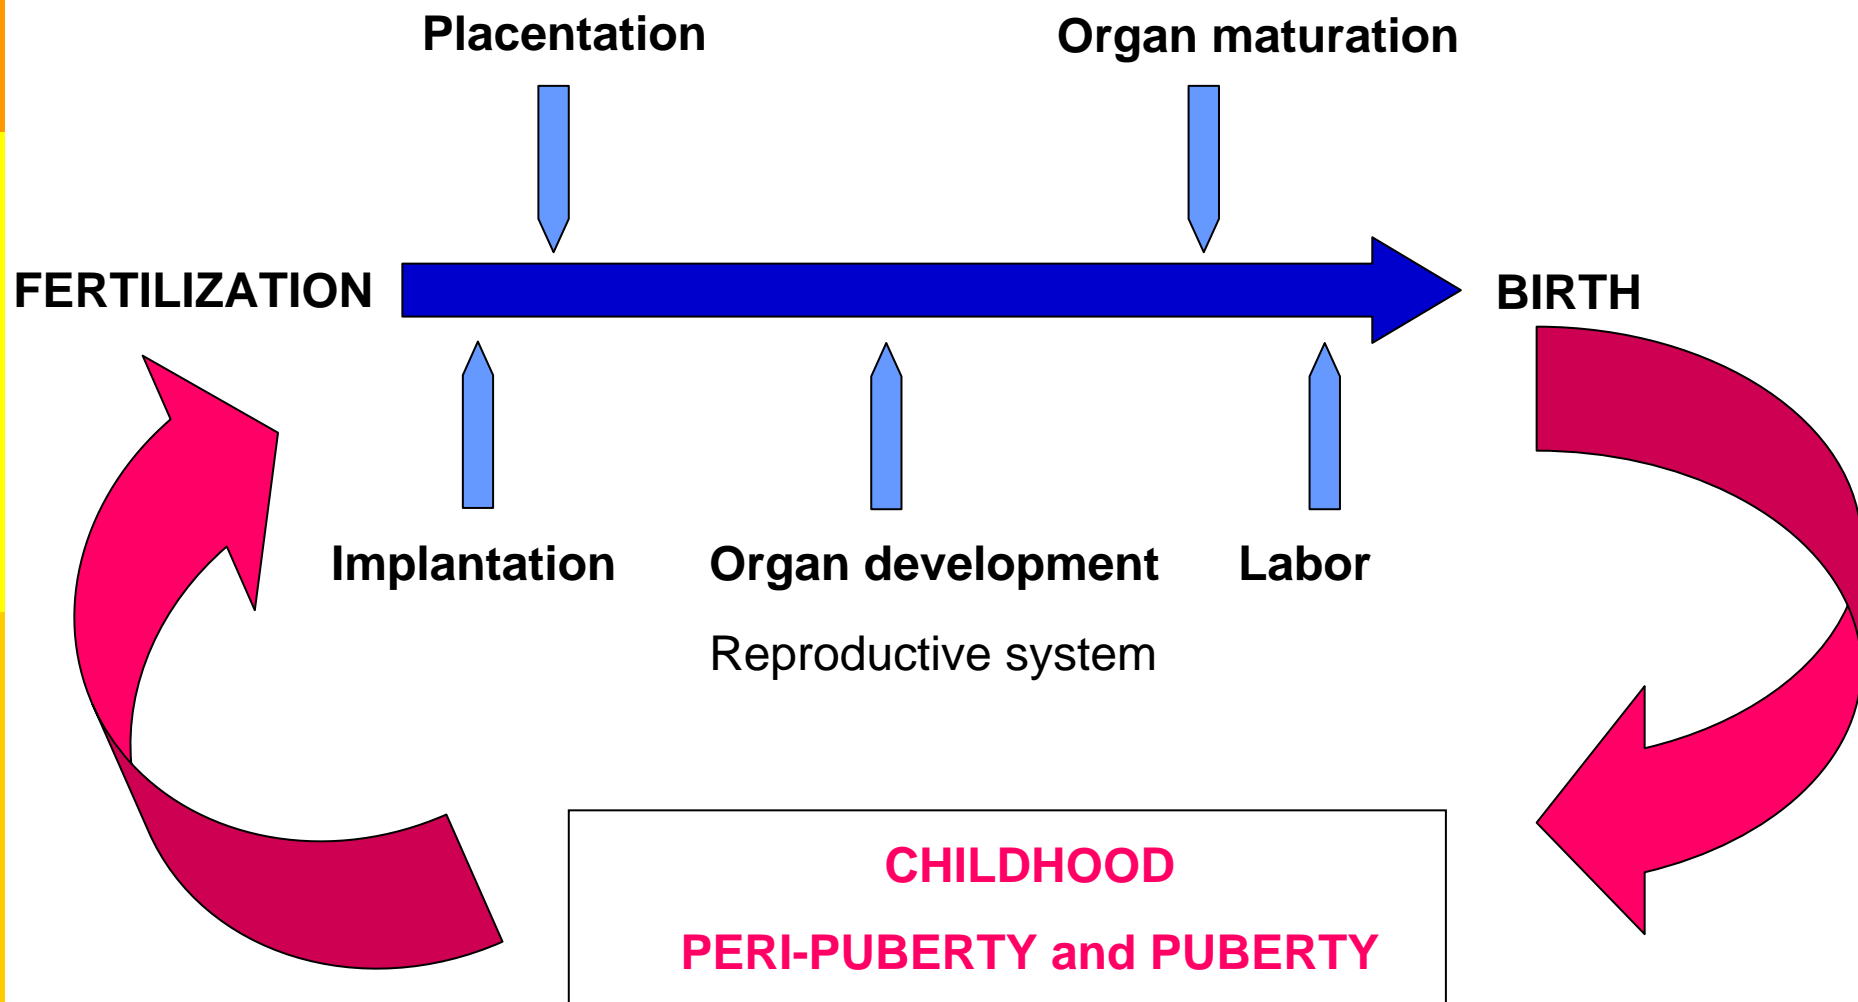 Placentation
Organ maturation
FERTILIZATION
BIRTH
Implantation
Organ development
Labor
Reproductive system
CHILDHOOD
PERI-PUBERTY and PUBERTY